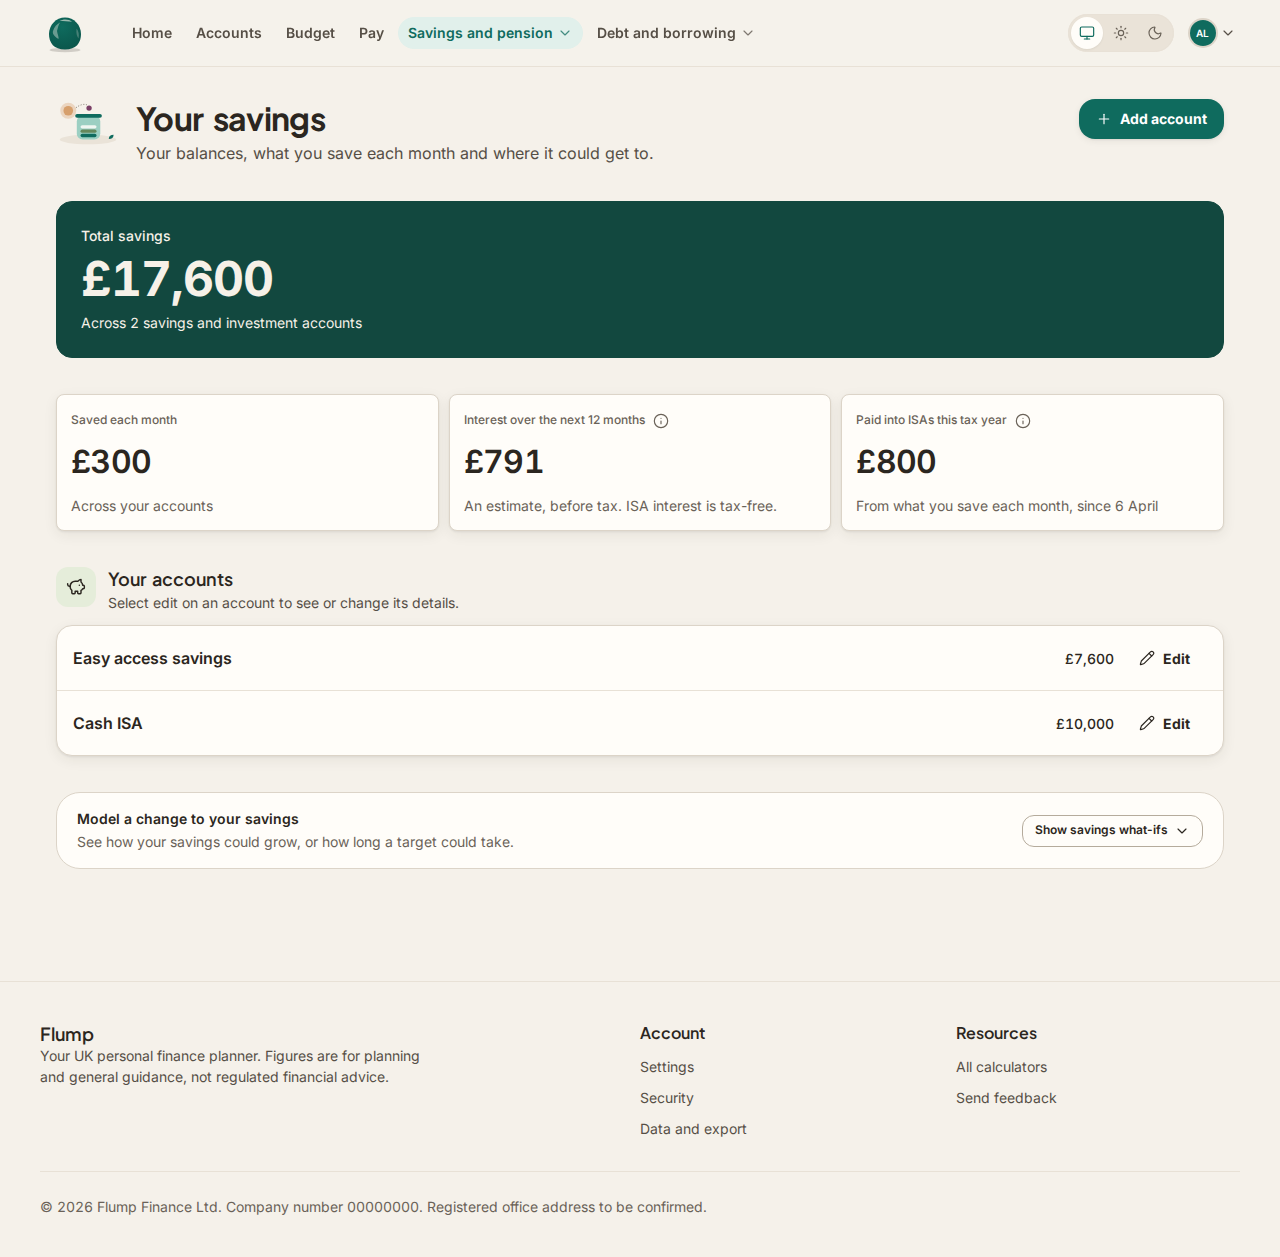 Home
Accounts
Budget
Pay
Savings and pension
Debt and borrowing
AL
Your savings
Your balances, what you save each month and where it could get to.
Add account
Total savings
£17,600
Across 2 savings and investment accounts
Saved each month
£300
Across your accounts
Interest over the next 12 months
£791
An estimate, before tax. ISA interest is tax-free.
Paid into ISAs this tax year
£800
From what you save each month, since 6 April
Your accounts
Select edit on an account to see or change its details.
Easy access savings
£7,600
Edit
Cash ISA
£10,000
Edit
Model a change to your savings
See how your savings could grow, or how long a target could take.
Show savings what-ifs
Flump
Your UK personal finance planner. Figures are for planning
and general guidance, not regulated financial advice.
Account
Settings
Security
Data and export
Resources
All calculators
Send feedback
© 2026 Flump Finance Ltd. Company number 00000000. Registered office address to be confirmed.